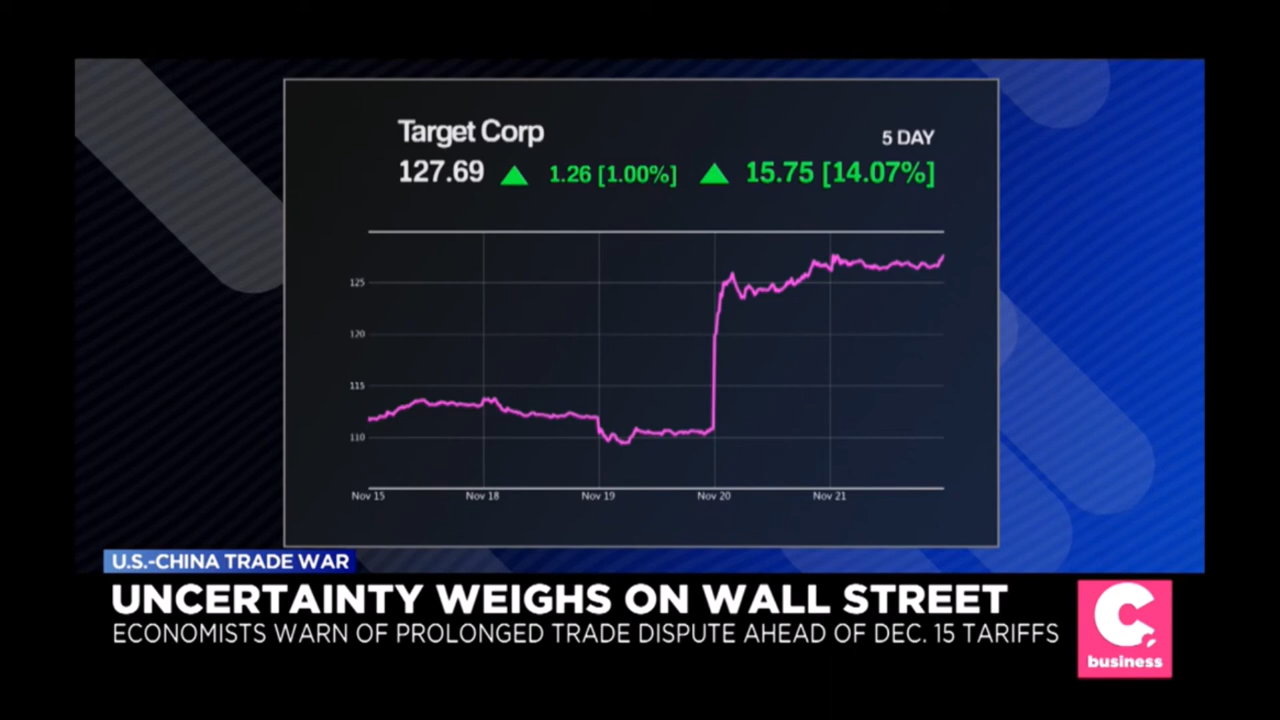 Target Corp
5 DAY
127.69 ▲ 1.26 [1.00%] ▲ 15.75 [14.07%]
125
120
115
110
Nov 15 Nov 18 Nov 19 Nov 20 Nov 21
U.S.-CHINA TRADE WAR
UNCERTAINTY WEIGHS ON WALL STREET
ECONOMISTS WARN OF PROLONGED TRADE DISPUTE AHEAD OF DEC. 15 TARIFFS
C.
business